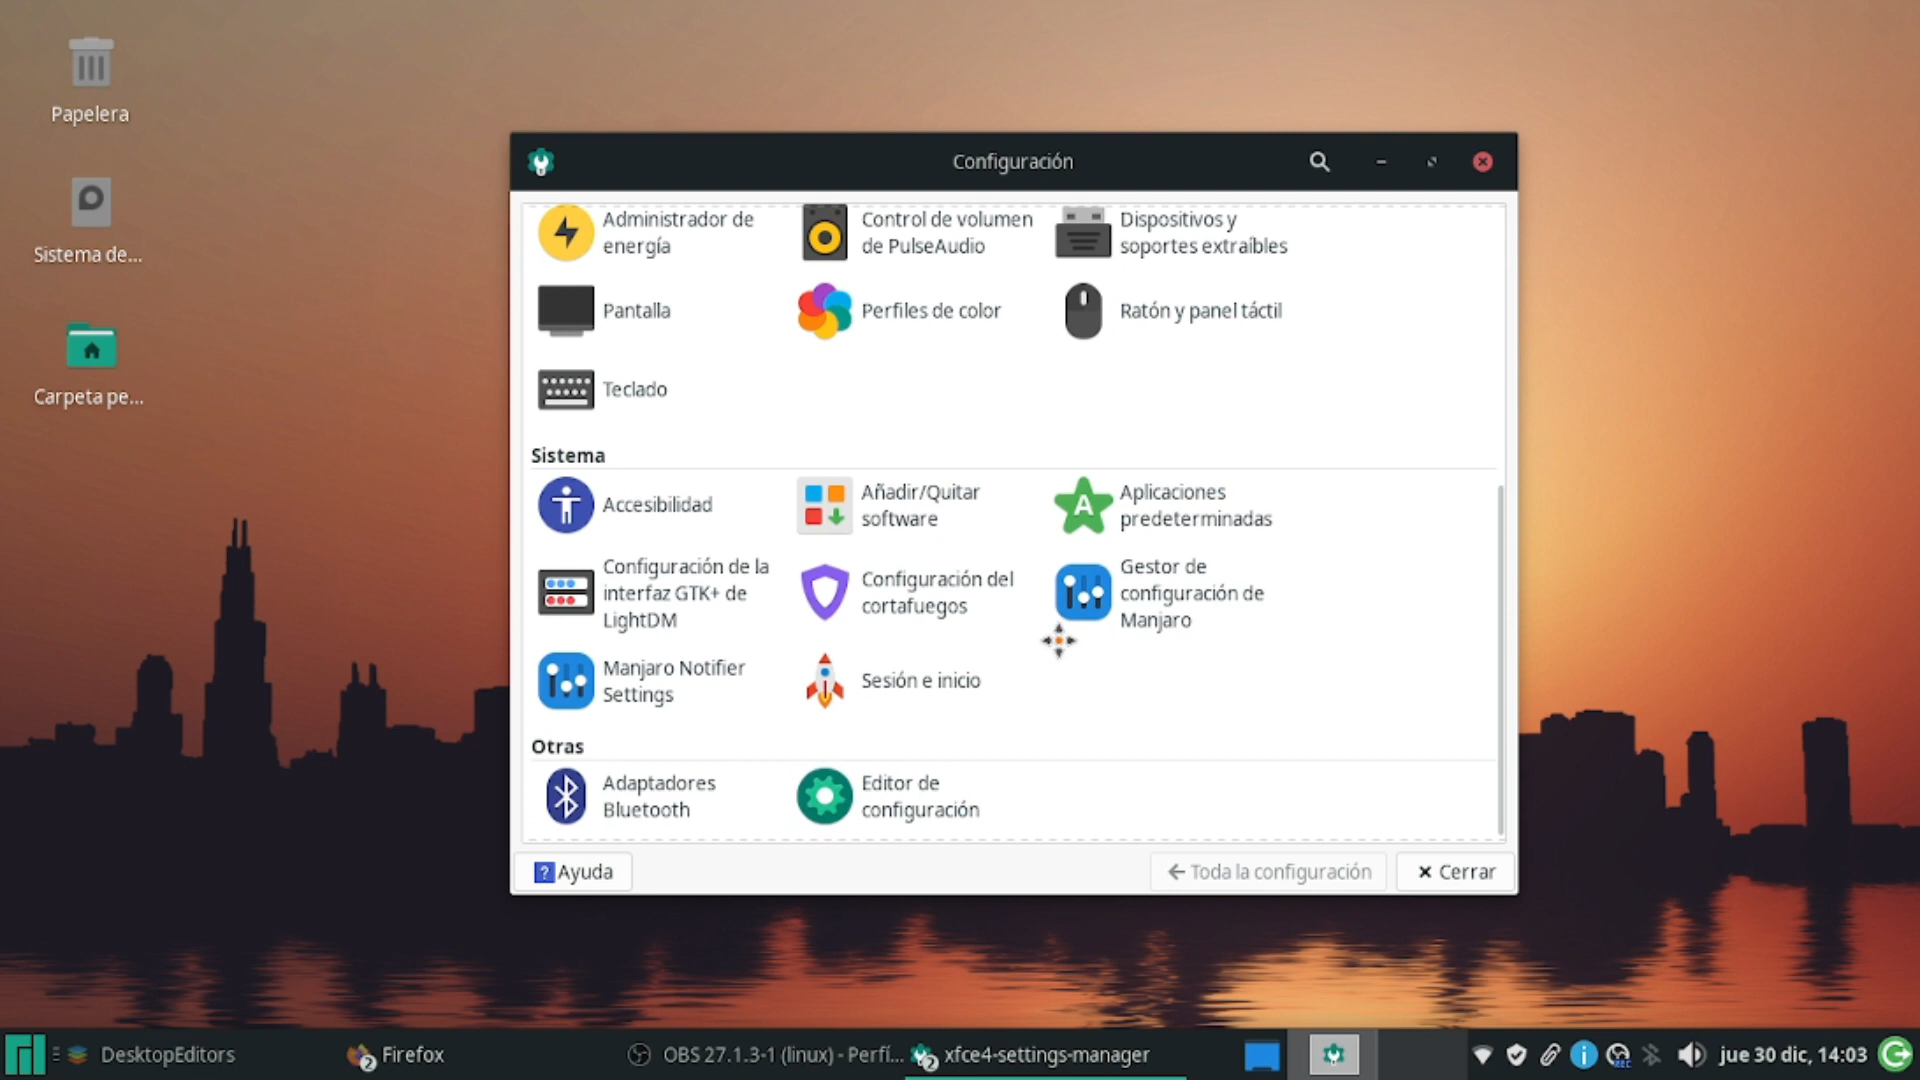 Papelera
Sistema de...
Carpeta pe...
Configuración
Administrador de
energía
Control de volumen
de PulseAudio
Dispositivos y
soportes extraíbles
Pantalla
Perfiles de color
Ratón y panel táctil
Teclado
Sistema
Accesibilidad
Añadir/Quitar
software
A
Aplicaciones
predeterminadas
Configuración de la
interfaz GTK+ de
LightDM
Configuración del
cortafuegos
Gestor de
configuración de
Manjaro
Manjaro Notifier
Settings
Sesión e inicio
Otras
Adaptadores
Bluetooth
Editor de
configuración
? Ayuda
Toda la configuración
Cerrar
DesktopEditors
2 Firefox
OBS 27.1.3-1 (linux) - Perfí...
2 xfce4-settings-manager
REC
jue 30 dic, 14:03